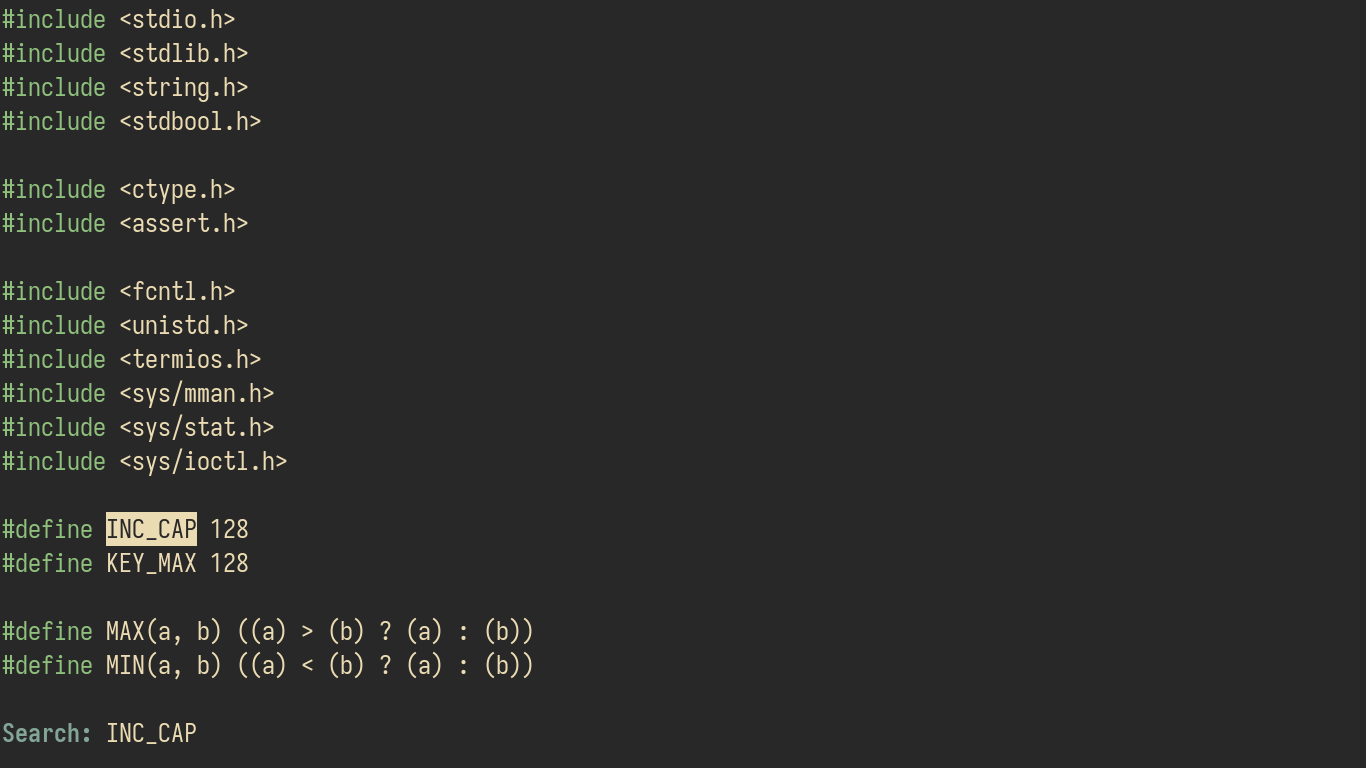 #include <stdio.h>
#include <stdlib.h>
#include <string.h>
#include <stdbool.h>
#include <ctype.h>
#include <assert.h>
#include <fcntl.h>
#include <unistd.h>
#include <termios.h>
#include <sys/mman.h>
#include <sys/stat.h>
#include <sys/ioctl.h>
#define INC_CAP 128
#define KEY_MAX 128
#define MAX(a, b) ((a) > (b) ? (a) : (b))
#define MIN(a, b) ((a) < (b) ? (a) : (b))
Search: INC_CAP